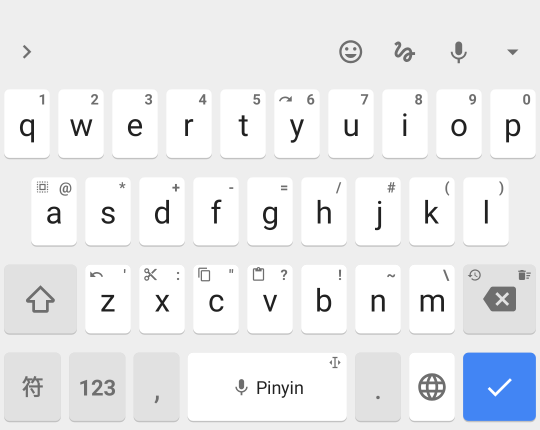 1 2 3 4 5 6 7 8 9 0
q w e r t y u i o p
@ * + - = / # ( )
a s d f g h j k l
' : " ? ! ~ \
z x c v b n m
符 123 , Pinyin .